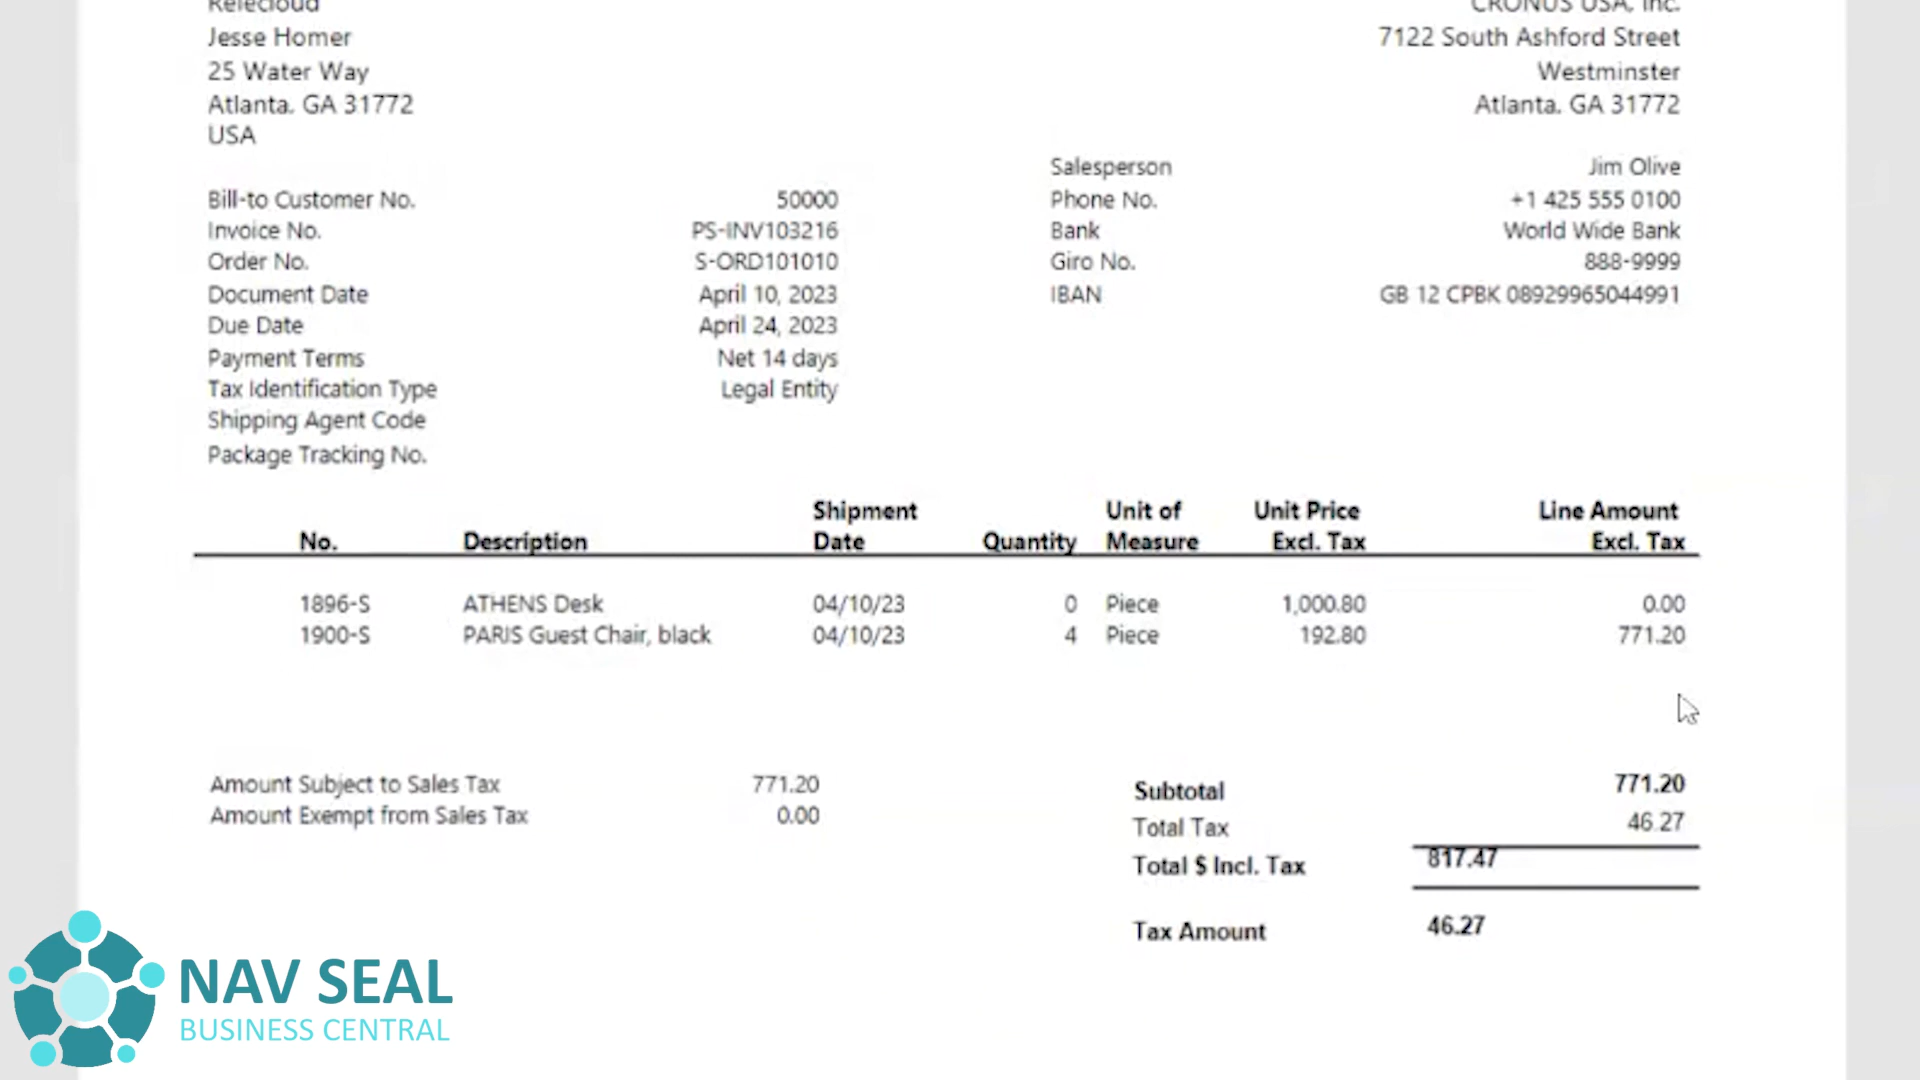 Relecloud
Jesse Homer
25 Water Way
Atlanta, GA 31772
USA
CRONUS USA, Inc.
7122 South Ashford Street
Westminster
Atlanta, GA 31772
Bill-to Customer No. 50000
Invoice No. PS-INV103216
Order No. S-ORD101010
Document Date April 10, 2023
Due Date April 24, 2023
Payment Terms Net 14 days
Tax Identification Type Legal Entity
Shipping Agent Code
Package Tracking No.
Salesperson Jim Olive
Phone No. +1 425 555 0100
Bank World Wide Bank
Giro No. 888-9999
IBAN GB 12 CPBK 08929965044991
No. Description Shipment Date Quantity Unit of Measure Unit Price Excl. Tax Line Amount Excl. Tax
1896-S ATHENS Desk 04/10/23 0 Piece 1,000.80 0.00
1900-S PARIS Guest Chair, black 04/10/23 4 Piece 192.80 771.20
Amount Subject to Sales Tax 771.20
Amount Exempt from Sales Tax 0.00
Subtotal 771.20
Total Tax 46.27
Total $ Incl. Tax 817.47
Tax Amount 46.27
NAV SEAL
BUSINESS CENTRAL